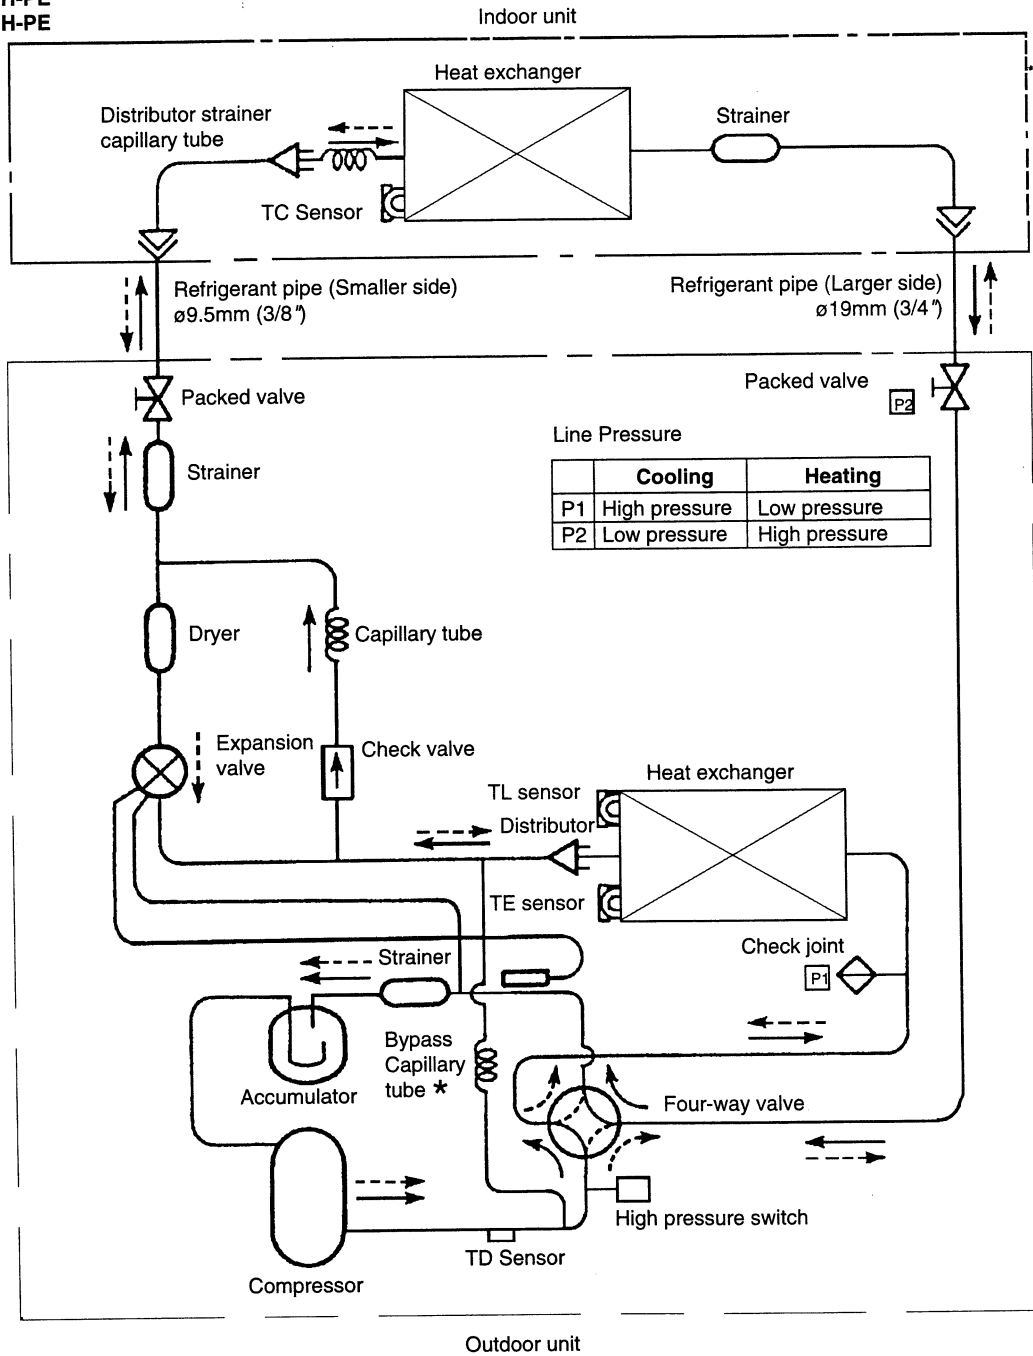 H-PE
H-PE
Indoor unit
Heat exchanger
Distributor strainer
capillary tube
Strainer
TC Sensor
Refrigerant pipe (Smaller side)
ø9.5mm (3/8")
Refrigerant pipe (Larger side)
ø19mm (3/4")
Packed valve
Packed valve
P2
Strainer
Line Pressure
Cooling Heating
P1 High pressure Low pressure
P2 Low pressure High pressure
Dryer
Capillary tube
Expansion
valve
Check valve
Heat exchanger
TL sensor
Distributor
TE sensor
Check joint
P1
Strainer
Bypass
Capillary
tube *
Accumulator
Four-way valve
High pressure switch
TD Sensor
Compressor
Outdoor unit